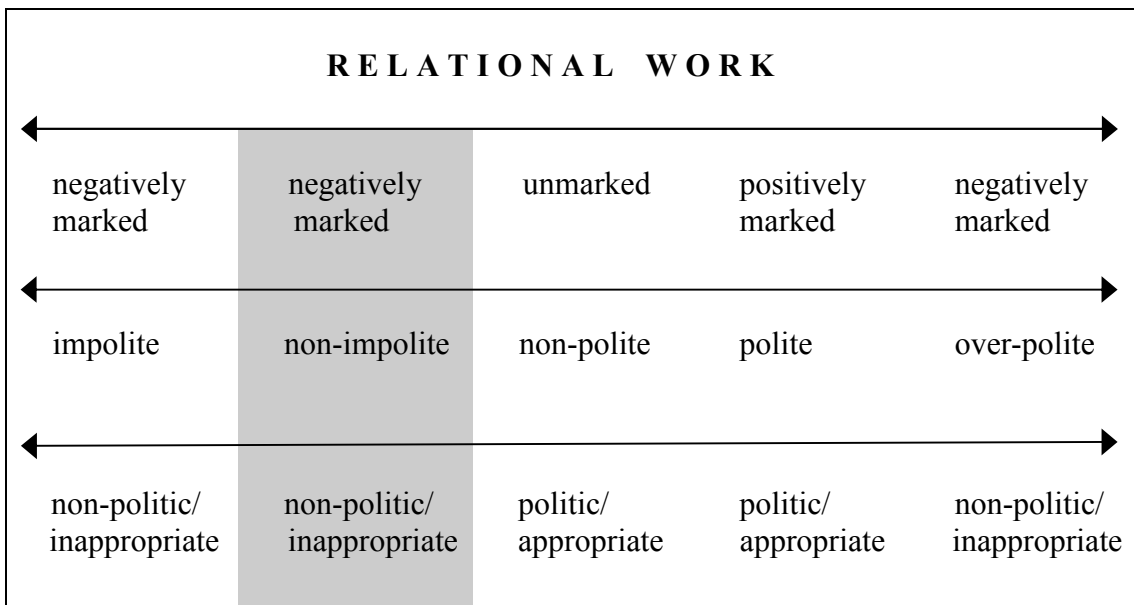 RELATIONAL WORK
negatively marked
negatively marked
unmarked
positively marked
negatively marked
impolite
non-impolite
non-polite
polite
over-polite
non-politic/ inappropriate
non-politic/ inappropriate
politic/ appropriate
politic/ appropriate
non-politic/ inappropriate